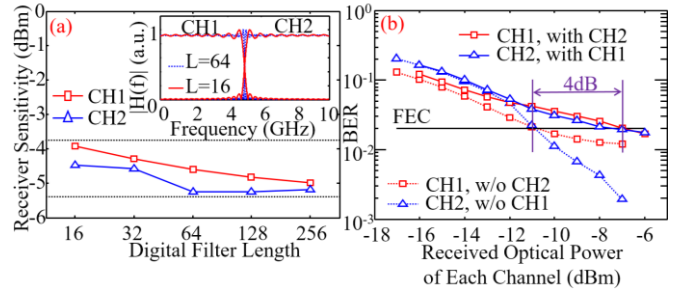 (a)
Receiver Sensitivity (dBm)
0
-1
-2
-3
-4
-5
-6
16
32
64
128
256
Digital Filter Length
CH1
CH2
|H(f)| (a.u.)
1
0
0
2
4
6
8
10
Frequency (GHz)
CH1
CH2
L=64
L=16
(b)
BER
10⁰
10⁻¹
10⁻²
10⁻³
-18
-16
-14
-12
-10
-8
-6
Received Optical Power
of Each Channel (dBm)
CH1, with CH2
CH2, with CH1
4dB
FEC
CH1, w/o CH2
CH2, w/o CH1